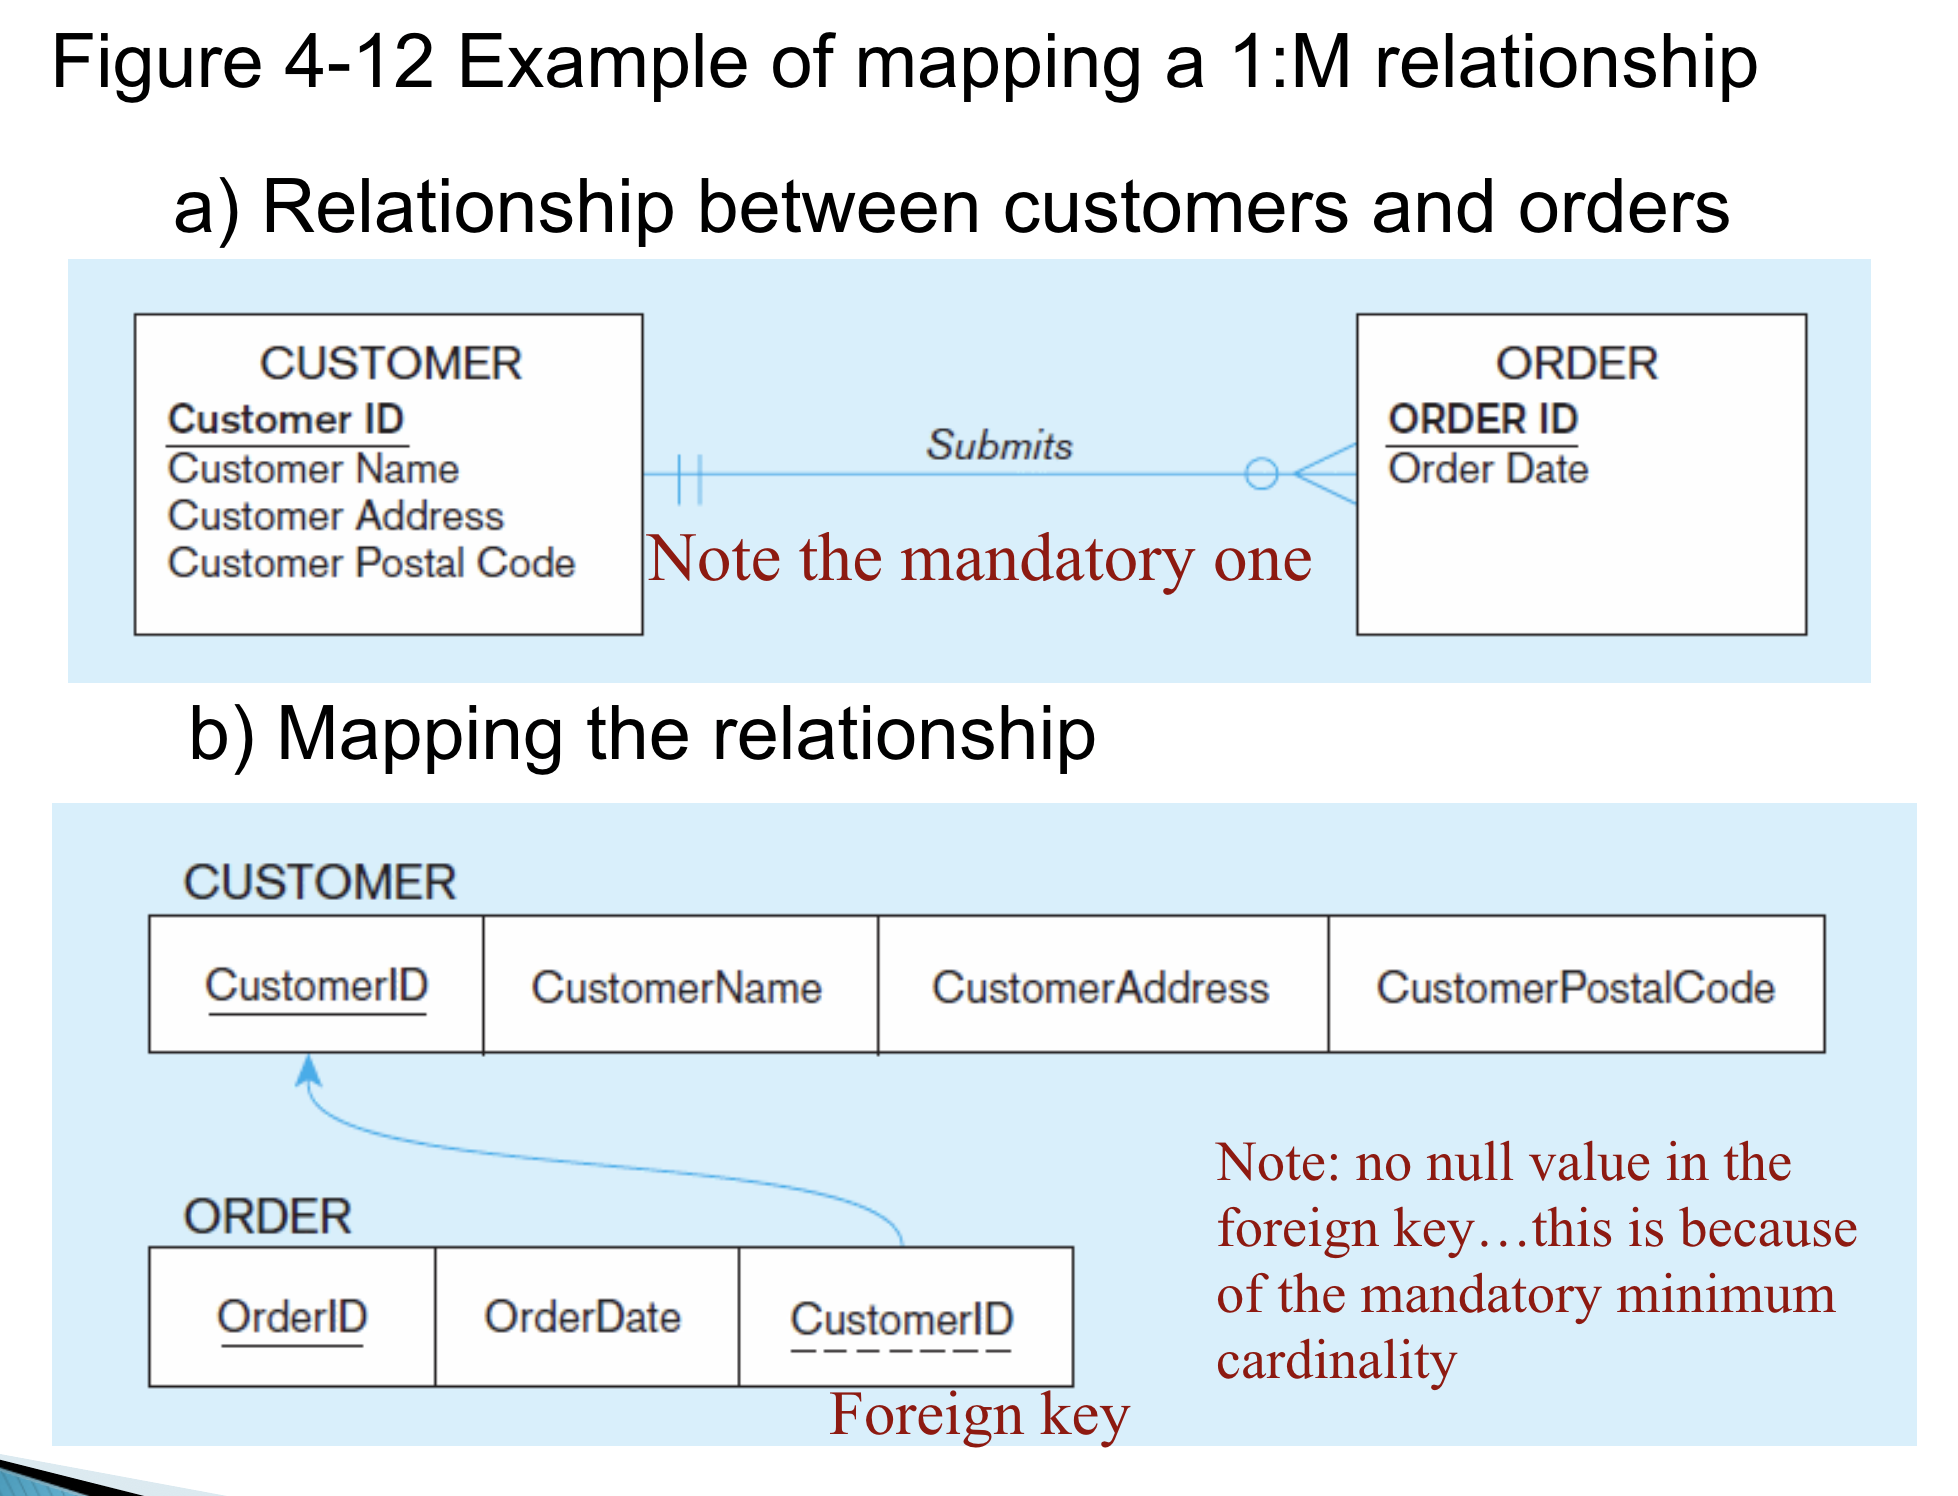 Figure 4-12 Example of mapping a 1:M relationship
a) Relationship between customers and orders
CUSTOMER
Customer ID
Customer Name
Customer Address
Customer Postal Code
Submits
Note the mandatory one
ORDER
ORDER ID
Order Date
b) Mapping the relationship
CUSTOMER
CustomerID
CustomerName
CustomerAddress
CustomerPostalCode
ORDER
OrderID
OrderDate
CustomerID
Foreign key
Note: no null value in the
foreign key…this is because
of the mandatory minimum
cardinality